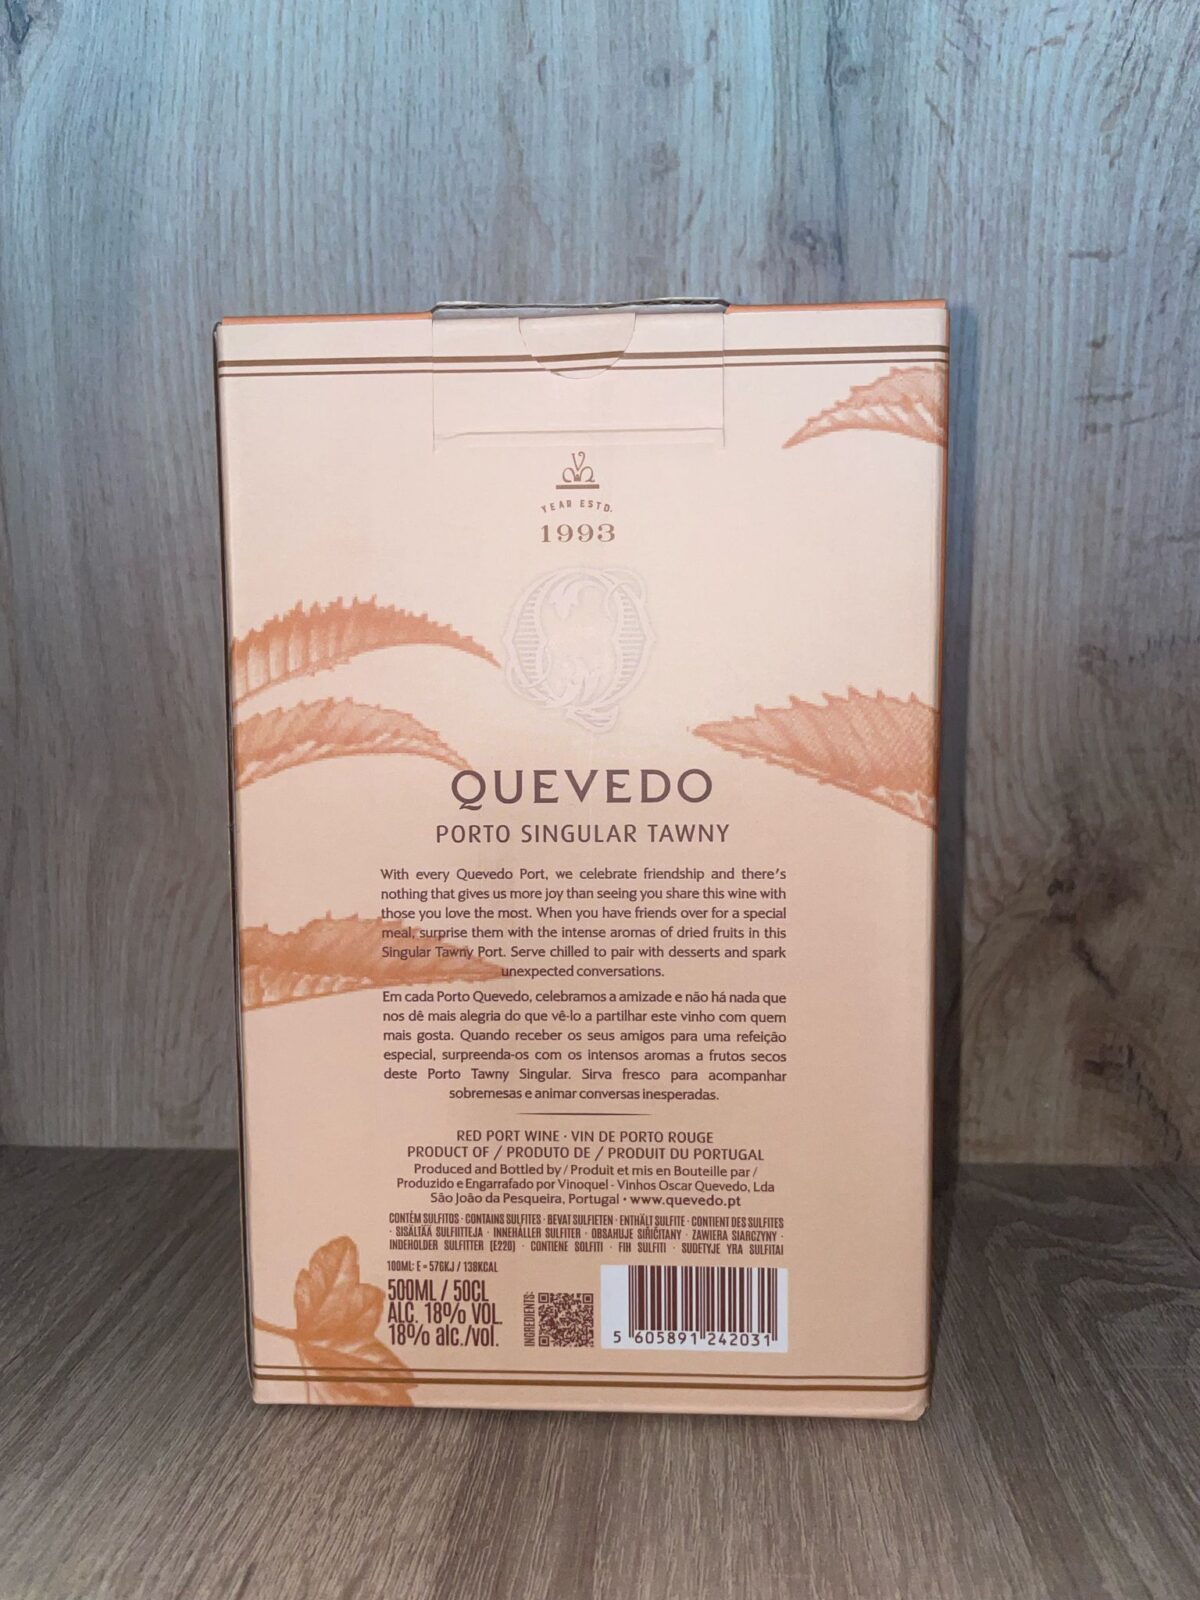 YEAR ESTD.
1993
QUEVEDO
PORTO SINGULAR TAWNY
With every Quevedo Port, we celebrate friendship and there's
nothing that gives us more joy than seeing you share this wine with
those you love the most. When you have friends over for a special
meal, surprise them with the intense aromas of dried fruits in this
Singular Tawny Port. Serve chilled to pair with desserts and spark
unexpected conversations.
Em cada Porto Quevedo, celebramos a amizade e não há nada que
nos dê mais alegria do que vê-lo a partilhar este vinho com quem
mais gosta. Quando receber os seus amigos para uma refeição
especial, surpreenda-os com os intensos aromas a frutos secos
deste Porto Tawny Singular. Sirva fresco para acompanhar
sobremesas e animar conversas inesperadas.
RED PORT WINE · VIN DE PORTO ROUGE
PRODUCT OF / PRODUTO DE / PRODUIT DU PORTUGAL
Produced and Bottled by / Produit et mis en Bouteille par /
Produzido e Engarrafado por Vinoquel - Vinhos Oscar Quevedo, Lda
São João da Pesqueira, Portugal · www.quevedo.pt
CONTÉM SULFITOS · CONTAINS SULFITES · BEVAT SULFIETEN · ENTHÄLT SULFITE · CONTIENT DES SULFITES
· SISÄLTÄÄ SULFIITTEJA · INNEHÅLLER SULFITER · OBSAHUJE SIŘIČITANY · ZAWIERA SIARCZYNY ·
INDEHOLDER SULFITTER (E220) · CONTIENE SOLFITI · FIH SULFITI · SUDETYJE YRA SULFITAI
100ML: E = 576KJ / 138KCAL
500ML / 50CL
ALC. 18% VOL.
18% alc./vol.
INGREDIENTS:
5 605891 242031